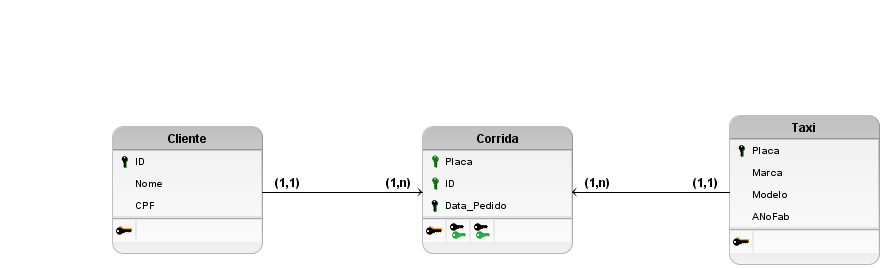 Cliente
ID
Nome
CPF
(1,1)
(1,n)
Corrida
Placa
ID
Data_Pedido
(1,n)
(1,1)
Taxi
Placa
Marca
Modelo
ANoFab